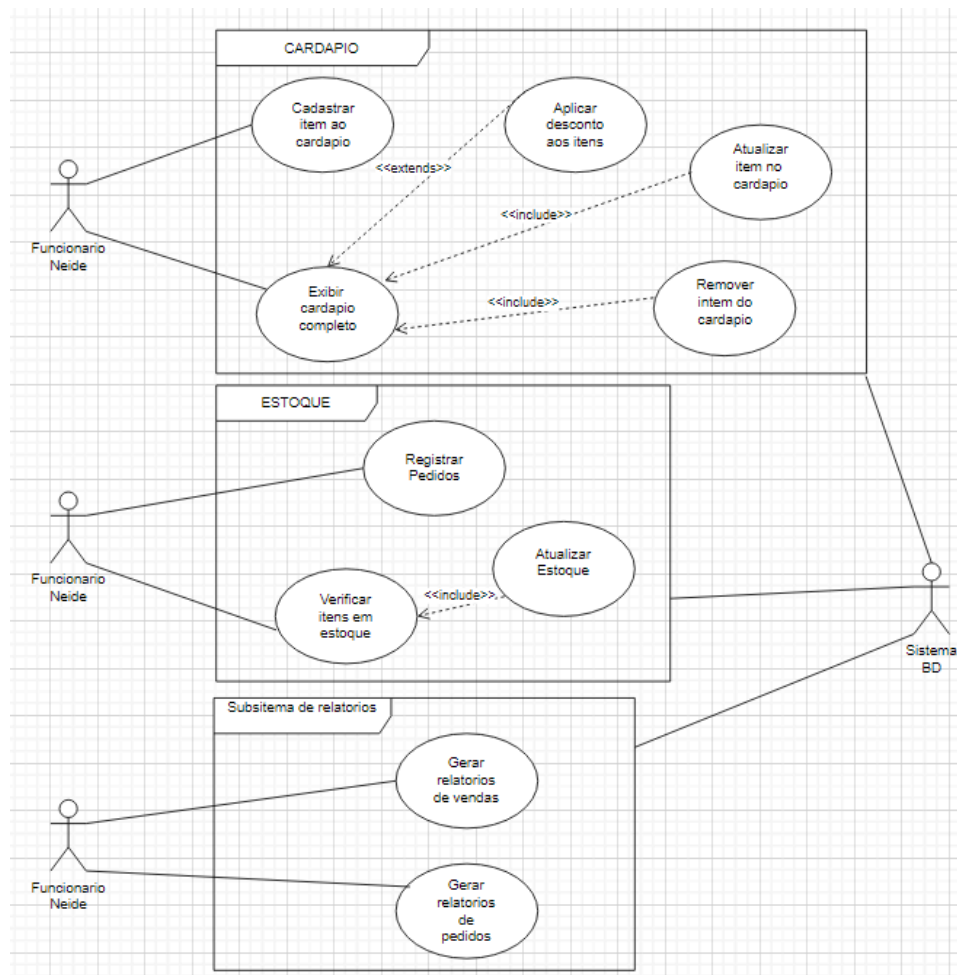 CARDAPIO
Cadastrar
item ao
cardapio
Aplicar
desconto
aos itens
Atualizar
item no
cardapio
<<extends>>
<<include>>
Funcionario
Neide
Exibir
cardapio
completo
<<include>>
Remover
intem do
cardapio
ESTOQUE
Registrar
Pedidos
Atualizar
Estoque
Funcionario
Neide
<<include>>
Verificar
itens em
estoque
Sistema
BD
Subsitema de relatorios
Gerar
relatorios
de vendas
Funcionario
Neide
Gerar
relatorios
de
pedidos